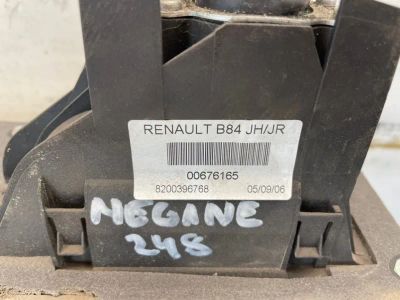 RENAULT B84 JH/JR
00676165
8200396768 05/09/06
MEGANE
248